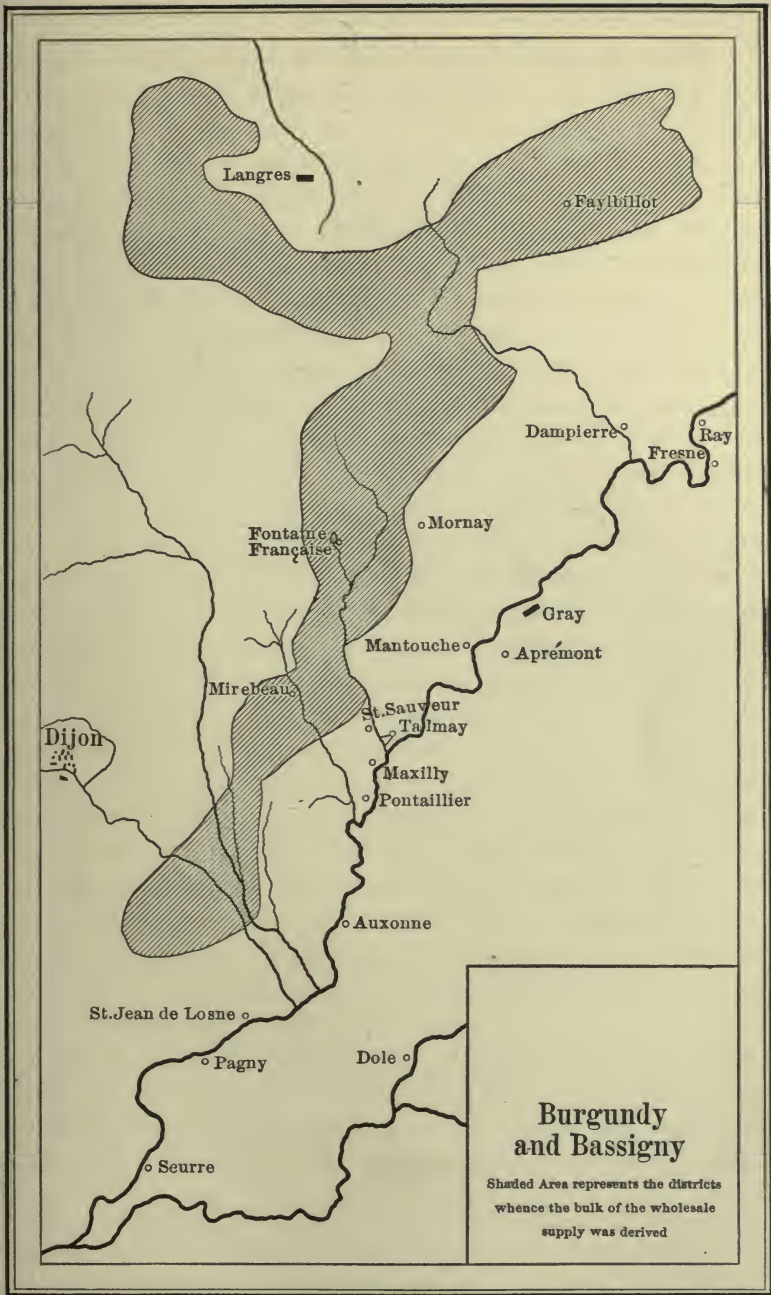 Langres
Faylbillot
Dampierre
Ray
Fresne
Mornay
Fontaine
Française
Gray
Mantouche
Aprémont
Mirebeau
St. Sauveur
Talmay
Dijon
Maxilly
Pontaillier
Auxonne
St. Jean de Losne
Pagny
Dole
Seurre
Burgundy
and Bassigny
Shaded Area represents the districts
whence the bulk of the wholesale
supply was derived